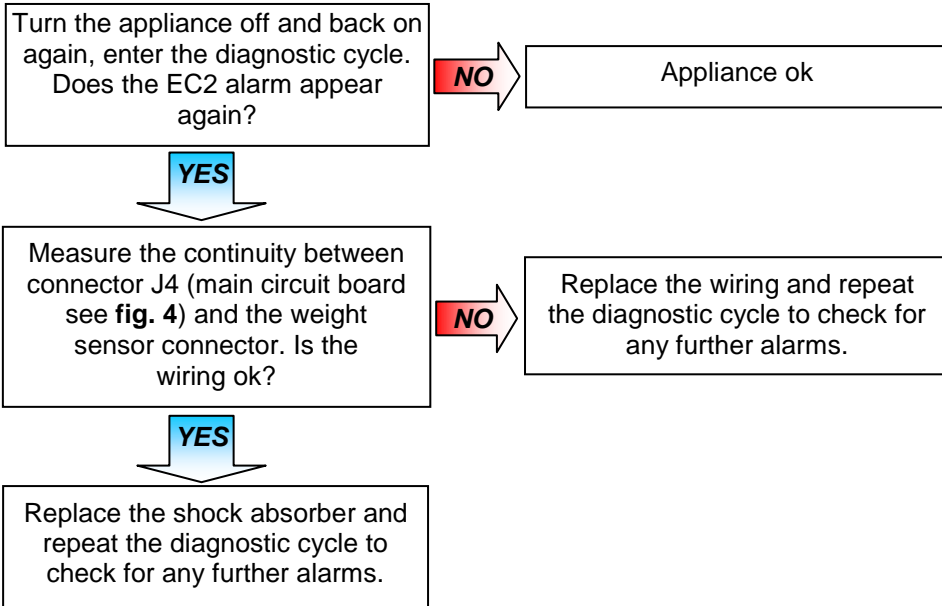 Turn the appliance off and back on
again, enter the diagnostic cycle.
Does the EC2 alarm appear
again?
NO
Appliance ok
YES
Measure the continuity between
connector J4 (main circuit board
see fig. 4) and the weight
sensor connector. Is the
wiring ok?
NO
Replace the wiring and repeat
the diagnostic cycle to check for
any further alarms.
YES
Replace the shock absorber and
repeat the diagnostic cycle to
check for any further alarms.